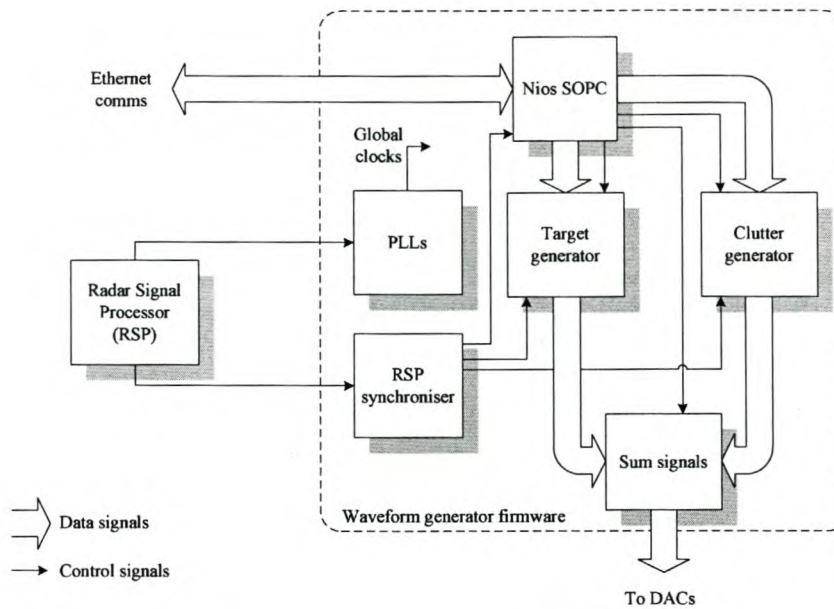 Ethernet
comms
Nios SOPC
Global
clocks
PLLs
Target
generator
Clutter
generator
Radar Signal
Processor
(RSP)
RSP
synchroniser
Sum signals
Waveform generator firmware
Data signals
Control signals
To DACs